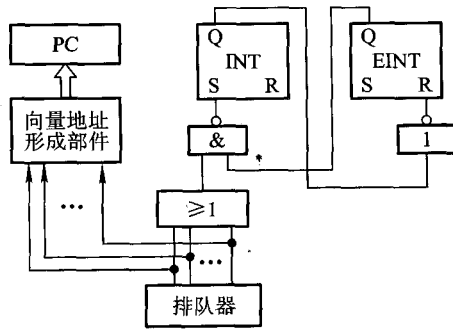 PC
向量地址
形成部件
Q
INT
S R
Q
EINT
S R
&
*
1
≥1
…
…
排队器